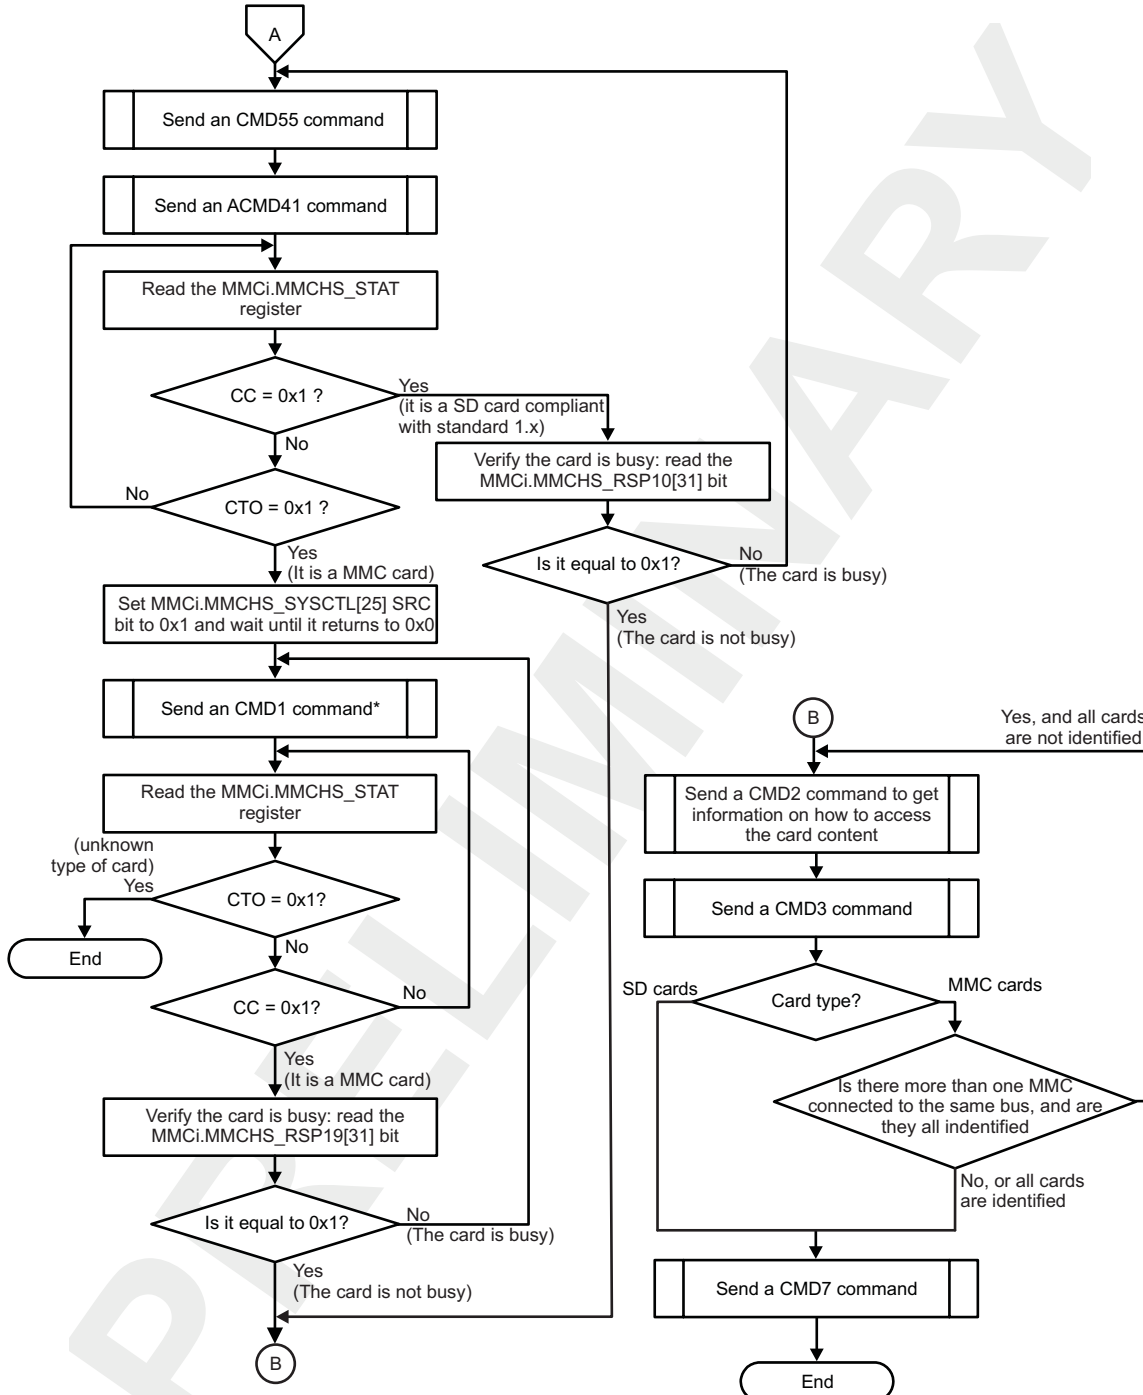 A
Send an CMD55 command
Send an ACMD41 command
Read the MMCi.MMCHS_STAT
register
CC = 0x1 ?
Yes
(it is a SD card compliant
with standard 1.x)
No
Verify the card is busy: read the
MMCi.MMCHS_RSP10[31] bit
No
CTO = 0x1 ?
Is it equal to 0x1?
No
(The card is busy)
Yes
(It is a MMC card)
Set MMCi.MMCHS_SYSCTL[25] SRC
bit to 0x1 and wait until it returns to 0x0
Yes
(The card is not busy)
Send an CMD1 command*
Read the MMCi.MMCHS_STAT
register
(unknown
type of card)
Yes
CTO = 0x1?
End
No
CC = 0x1?
No
Yes
(It is a MMC card)
Verify the card is busy: read the
MMCi.MMCHS_RSP19[31] bit
Is it equal to 0x1?
No
(The card is busy)
Yes
(The card is not busy)
B
B
Yes, and all cards
are not identified
Send a CMD2 command to get
information on how to access
the card content
Send a CMD3 command
SD cards
Card type?
MMC cards
Is there more than one MMC
connected to the same bus, and are
they all indentified
No, or all cards
are identified
Send a CMD7 command
End
PRELIMINARY